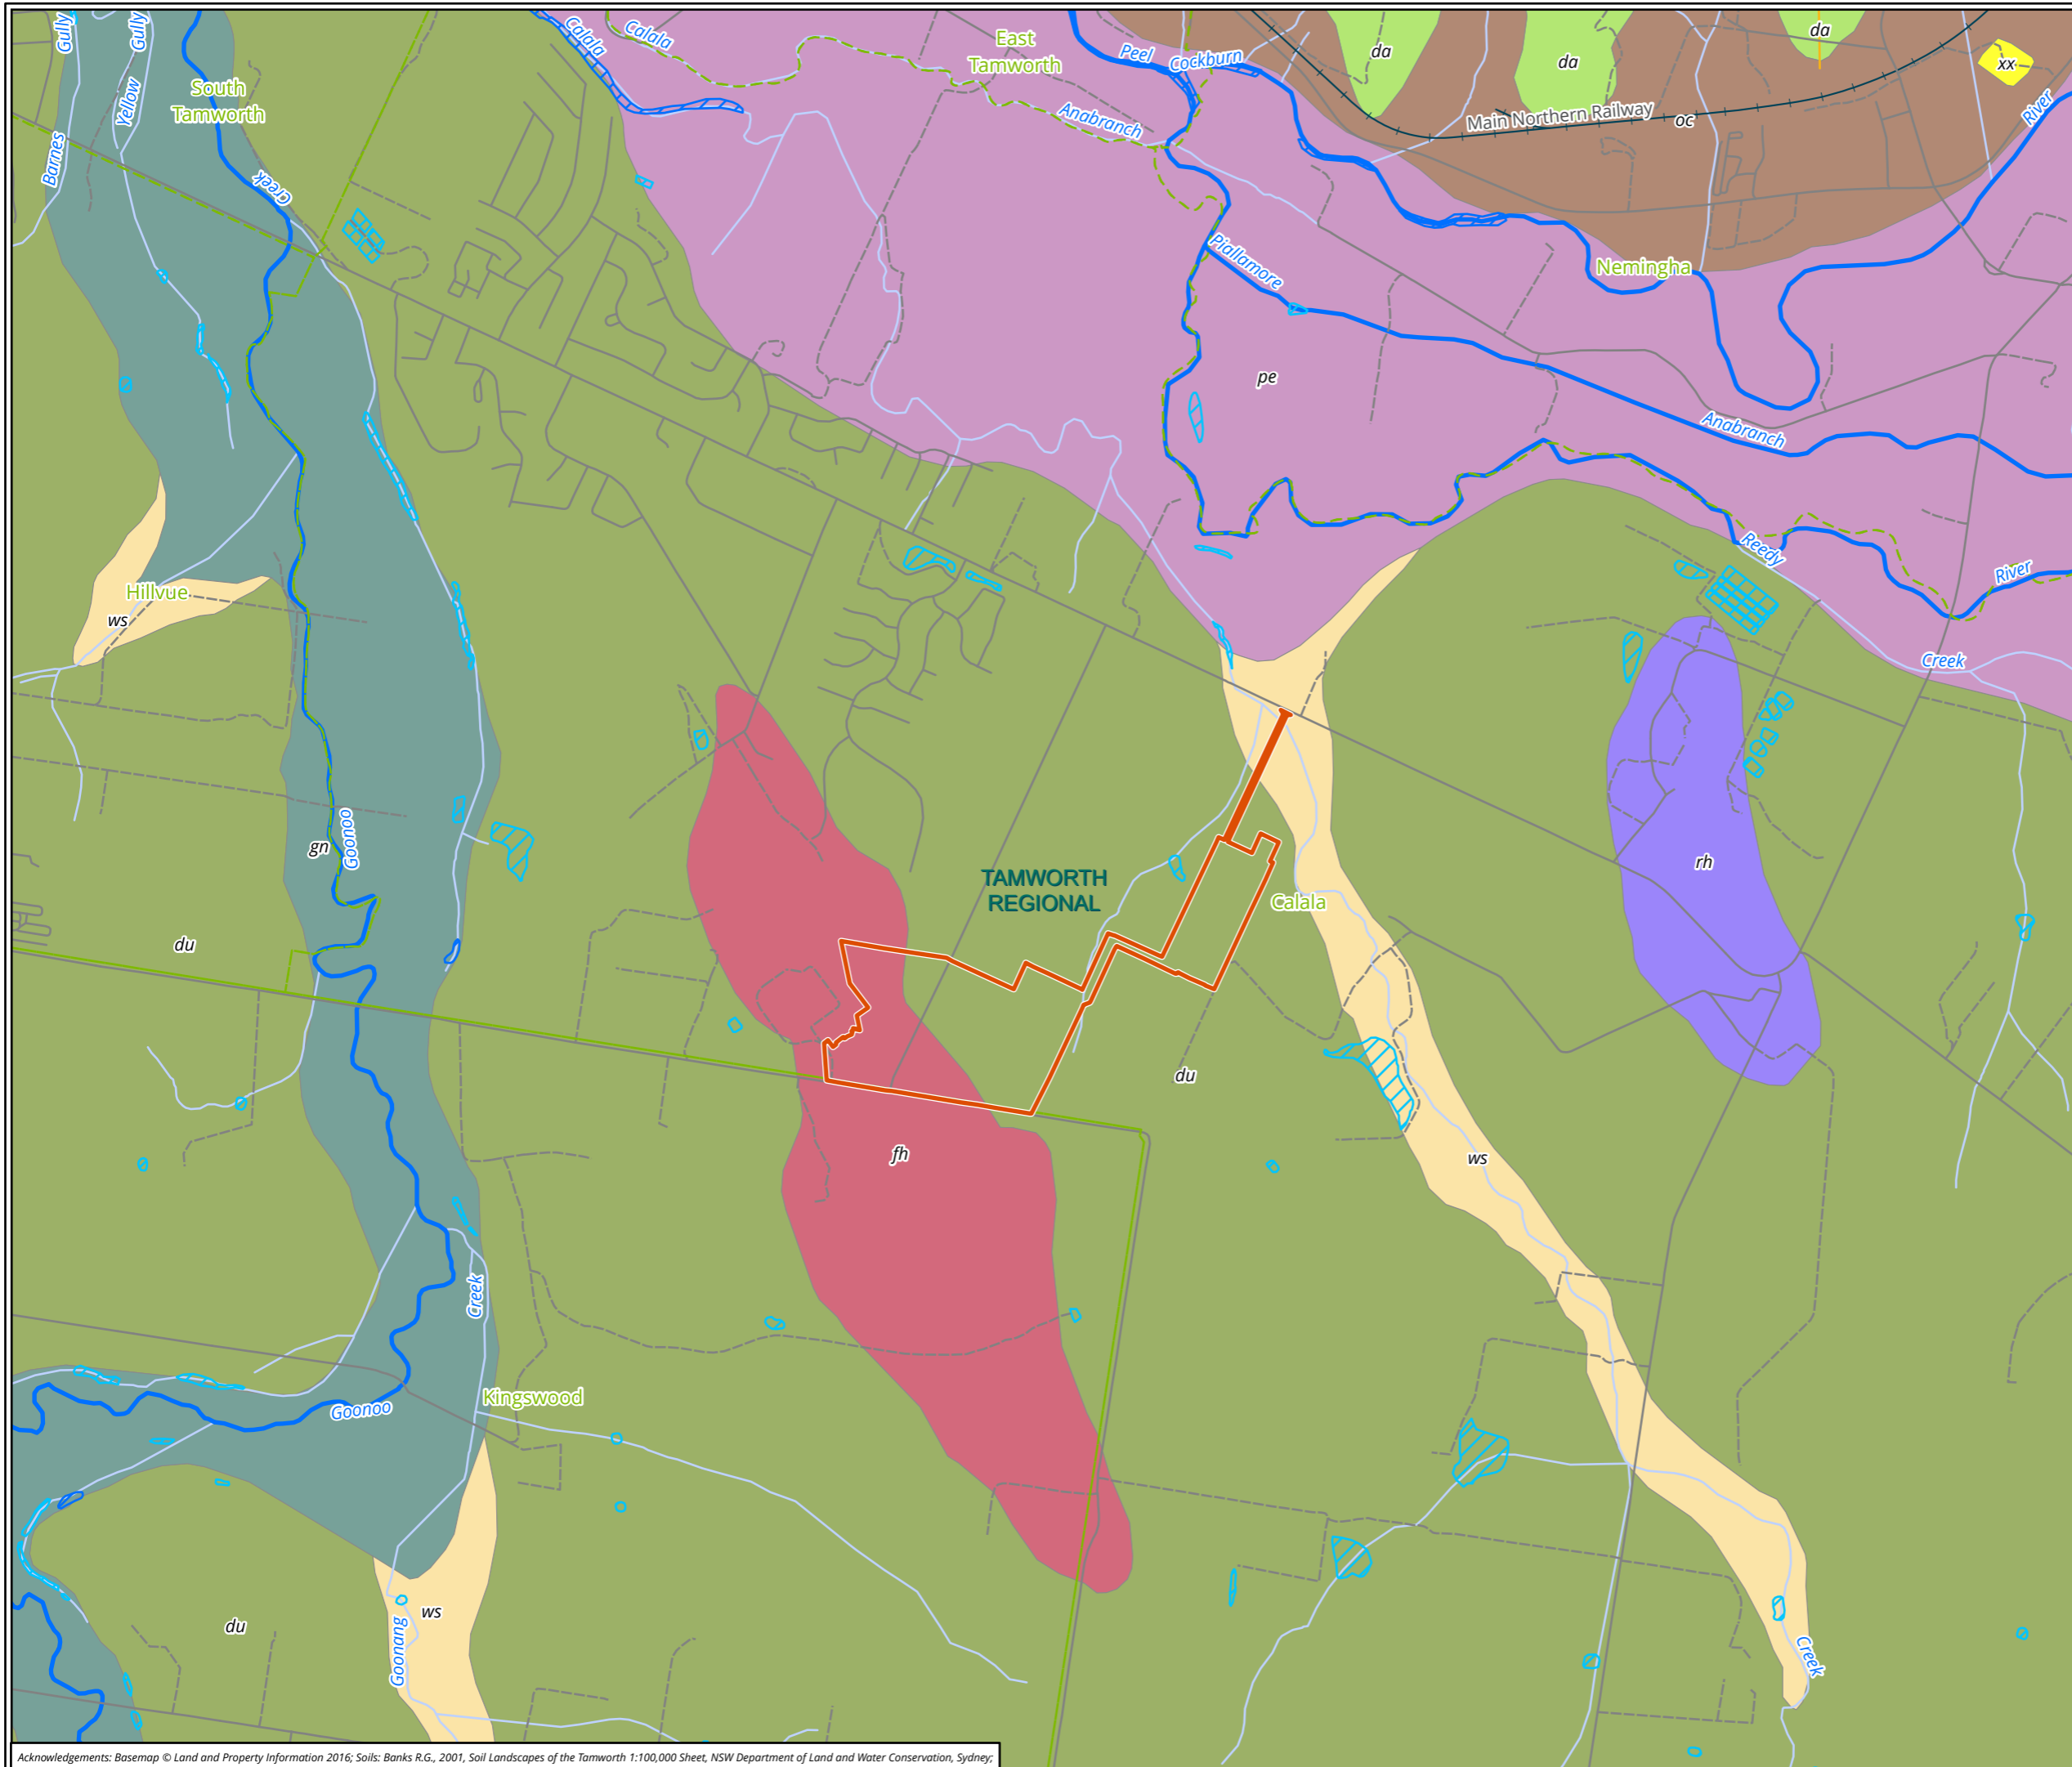 Gully
Gully
Yellow
Barnes
South
Tamworth
Creek
Calala
Calala
East
Tamworth
Peel
Cockburn
Anabranch
da
da
da
xx
Main Northern Railway
oc
River
Piallamore
Nemingha
pe
Anabranch
Reedy
River
Creek
Hillvue
ws
gn
Goonoo
du
TAMWORTH
REGIONAL
Calala
rh
du
fh
ws
Creek
Kingswood
Goonoo
ws
du
Goonang
Creek
Acknowledgements: Basemap © Land and Property Information 2016; Soils: Banks R.G., 2001, Soil Landscapes of the Tamworth 1:100,000 Sheet, NSW Department of Land and Water Conservation, Sydney;